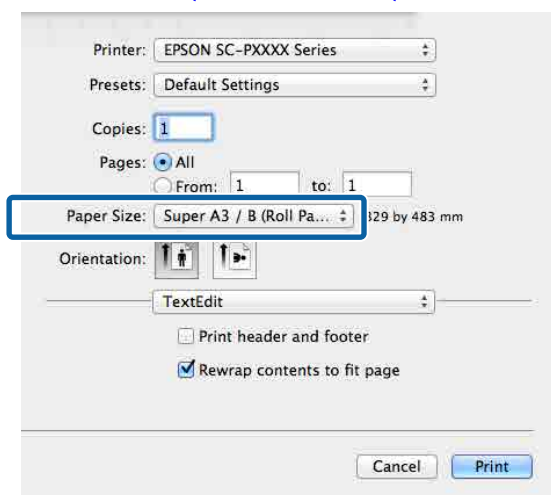 Printer: EPSON SC-PXXXX Series
Presets: Default Settings
Copies: 1
Pages: All
From: 1 to: 1
Paper Size: Super A3 / B (Roll Pa... 329 by 483 mm
Orientation:
TextEdit
Print header and footer
Rewrap contents to fit page
Cancel Print